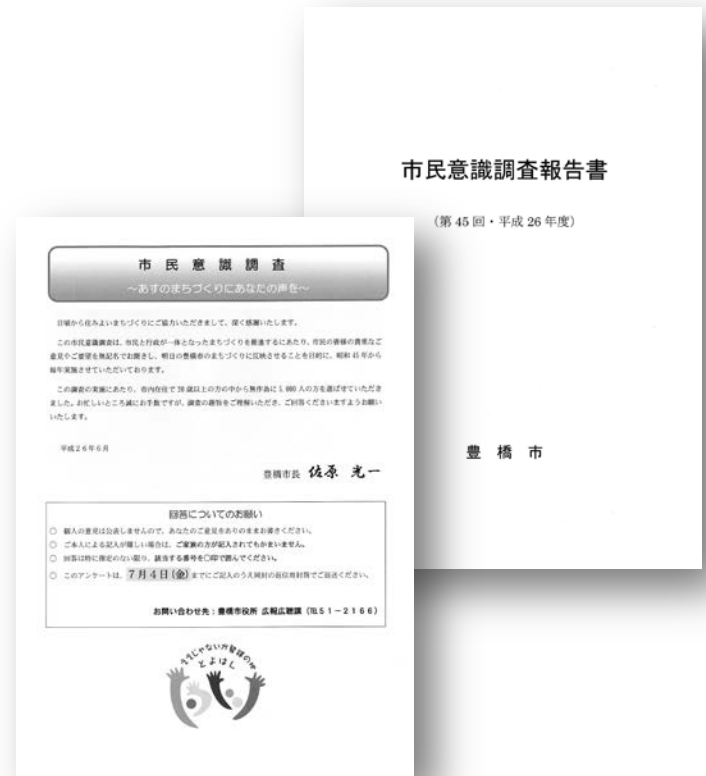 市民意識調査報告書
(第 45 回・平成 26 年度)
豊 橋 市
市 民 意 識 調 査
～あすのまちづくりにあなたの声を～
日頃から住みよいまちづくりにご協力いただきまして、深く感謝いたします。
この市民意識調査は、市民と行政が一体となったまちづくりを推進するにあたり、市民の皆様の貴重なご
意見やご要望を無記名でお聞きし、明日の豊橋市のまちづくりに反映させることを目的に、昭和 45 年から
毎年実施させていただいております。
この調査の実施にあたり、市内在住で 20 歳以上の方の中から無作為に 5,000 人の方を選ばせていただき
ました。お忙しいところ誠にお手数ですが、調査の趣旨をご理解いただき、ご回答くださいますようお願い
いたします。
平成26年6月
豊橋市長 佐原 光一
回答についてのお願い
○ 個人の意見は公表しませんので、あなたのご意見をありのままお書きください。
○ ご本人による記入が難しい場合は、ご家族の方が記入されてもかまいません。
○ 回答は特に指定のない限り、該当する番号を○印で囲んでください。
○ このアンケートは、7月4日(金)までにご記入のうえ同封の返信用封筒でご返送ください。
お問い合わせ先：豊橋市役所 広報広聴課（℡51－2166）
とよはし